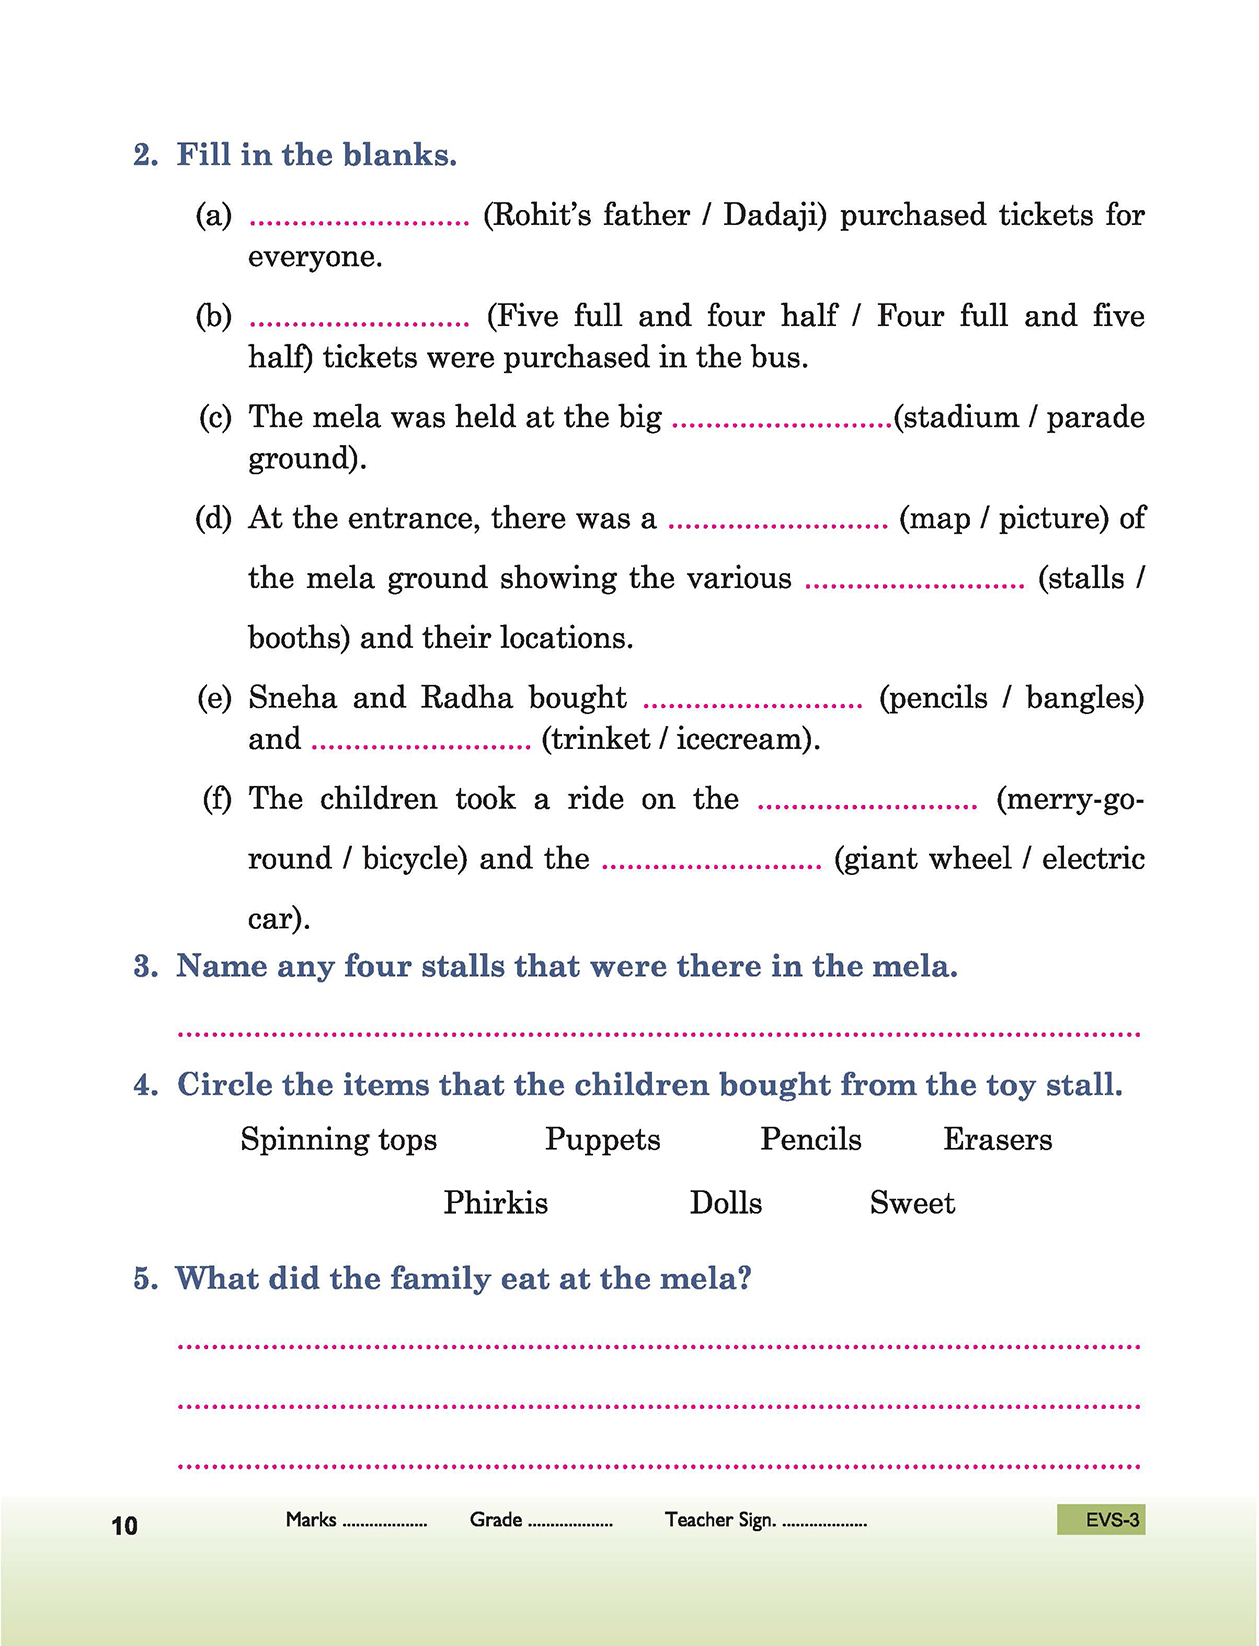 2. Fill in the blanks.
(a) .......................... (Rohit’s father / Dadaji) purchased tickets for
everyone.
(b) .......................... (Five full and four half / Four full and five
half) tickets were purchased in the bus.
(c) The mela was held at the big ..........................(stadium / parade
ground).
(d) At the entrance, there was a .......................... (map / picture) of
the mela ground showing the various .......................... (stalls /
booths) and their locations.
(e) Sneha and Radha bought .......................... (pencils / bangles)
and .......................... (trinket / icecream).
(f) The children took a ride on the .......................... (merry-go-
round / bicycle) and the .......................... (giant wheel / electric
car).
3. Name any four stalls that were there in the mela.
..................................................................................................................
4. Circle the items that the children bought from the toy stall.
Spinning tops Puppets Pencils Erasers
Phirkis Dolls Sweet
5. What did the family eat at the mela?
..................................................................................................................
..................................................................................................................
..................................................................................................................
10 Marks ................... Grade ................... Teacher Sign. ................... EVS-3